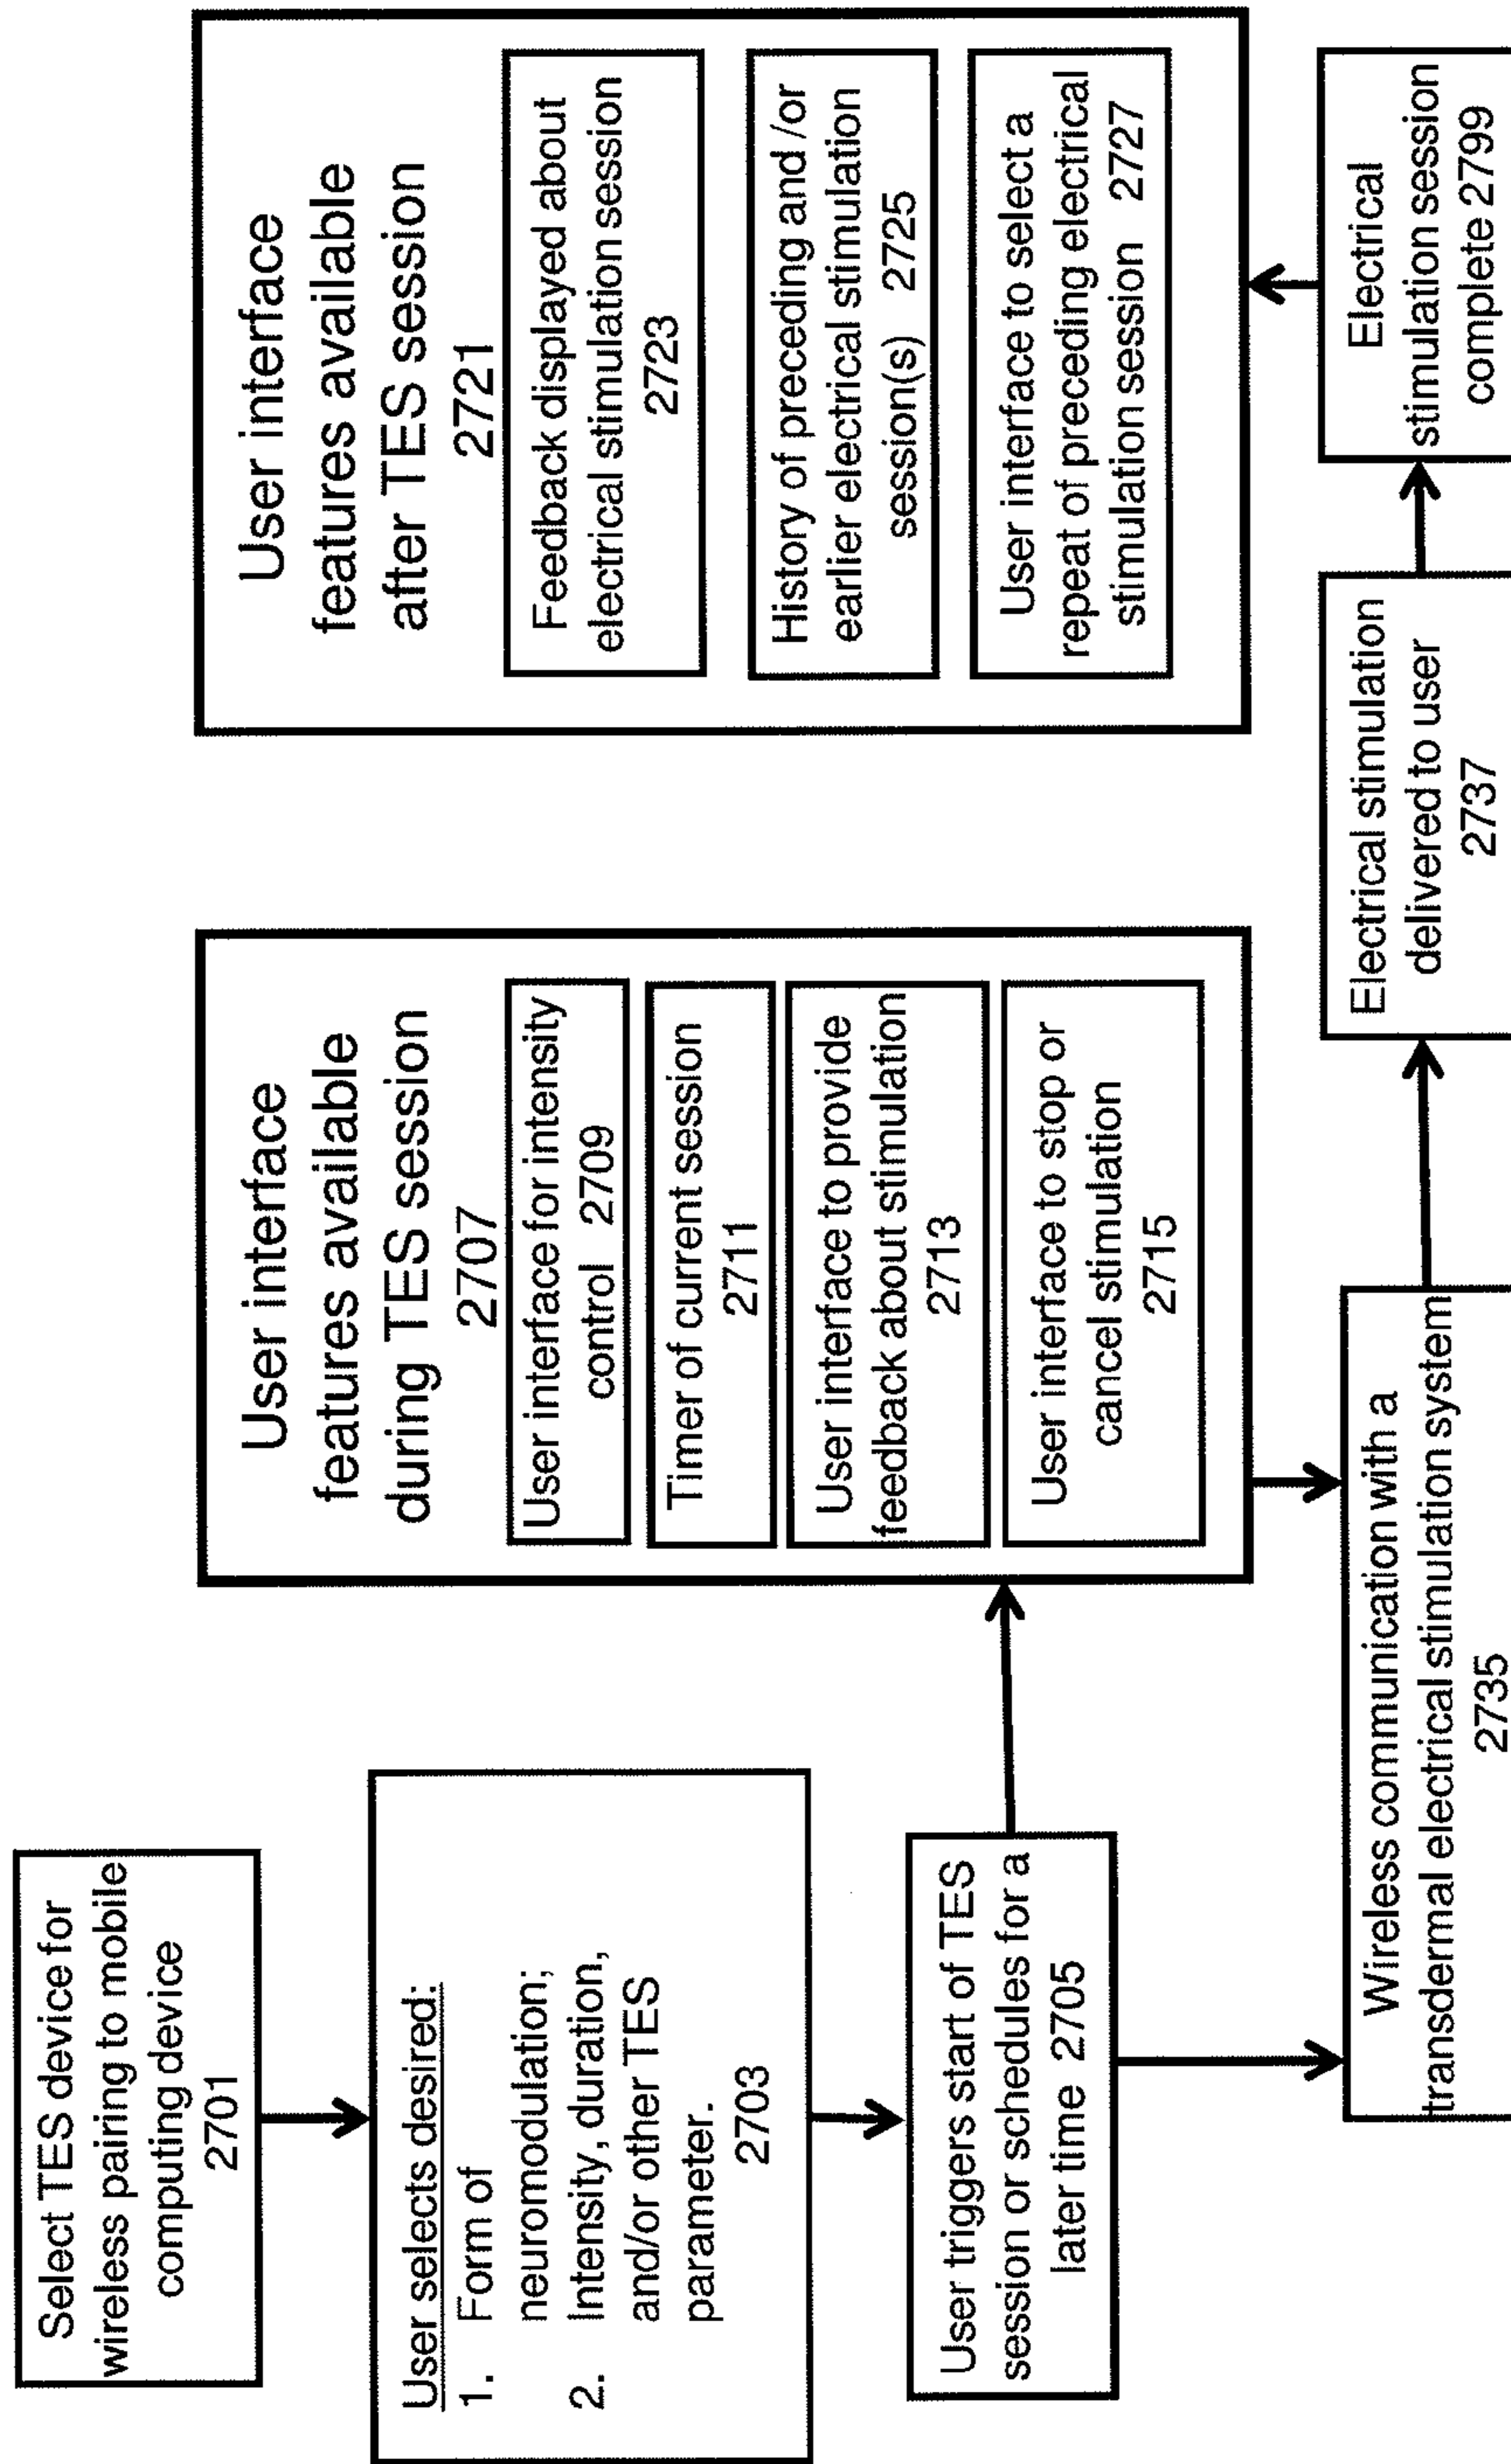 Select TES device for
wireless pairing to mobile
computing device
2701
User selects desired:
1. Form of
neuromodulation;
2. Intensity, duration,
and/or other TES
parameter.
2703
User triggers start of TES
session or schedules for a
later time 2705
User interface
features available
during TES session
2707
User interface for intensity
control 2709
Timer of current session
2711
User interface to provide
feedback about stimulation
2713
User interface to stop or
cancel stimulation
2715
User interface
features available
after TES session
2721
Feedback displayed about
electrical stimulation session
2723
History of preceding and /or
earlier electrical stimulation
session(s) 2725
User interface to select a
repeat of preceding electrical
stimulation session 2727
Wireless communication with a
transdermal electrical stimulation system
2735
Electrical stimulation
delivered to user
2737
Electrical
stimulation session
complete 2799